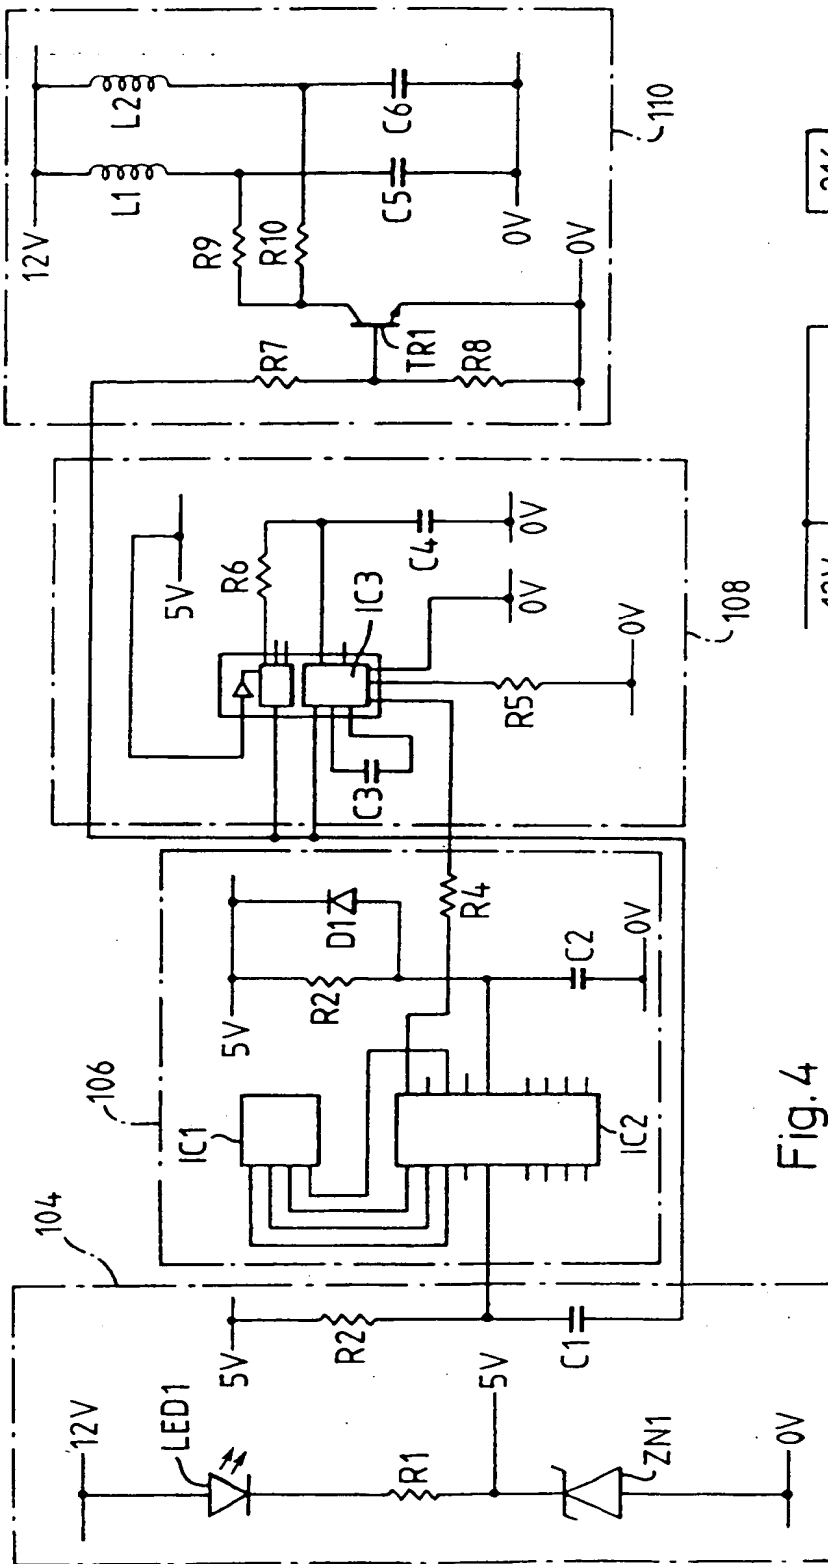 104
12V
LED1
R1
5V
ZN1
0V
5V
R2
C1
106
IC1
IC2
5V
R2
D1
C2
0V
R4
108
5V
R6
IC3
C3
C4
0V
0V
R5
0V
110
12V
L1
L2
R9
R10
R7
TR1
R8
C5
C6
0V
0V
Fig. 4